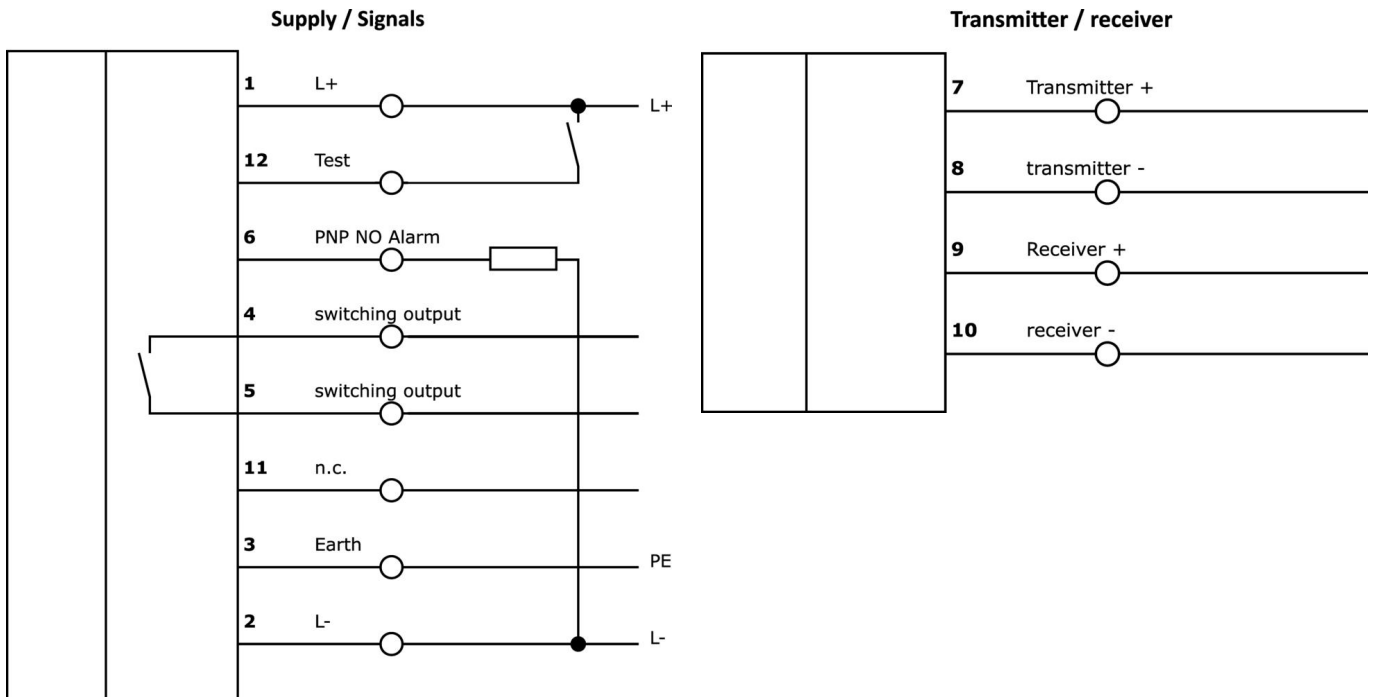 Supply / Signals
1 L+
L+
12 Test
6 PNP NO Alarm
4 switching output
5 switching output
11 n.c.
3 Earth
PE
2 L-
L-
Transmitter / receiver
7 Transmitter +
8 transmitter -
9 Receiver +
10 receiver -